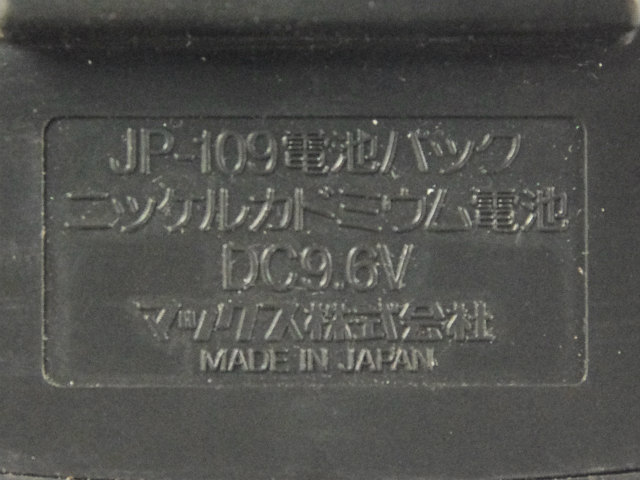 JP-109電池パック
ニッケルカドミウム電池
DC9.6V
マックス株式会社
MADE IN JAPAN